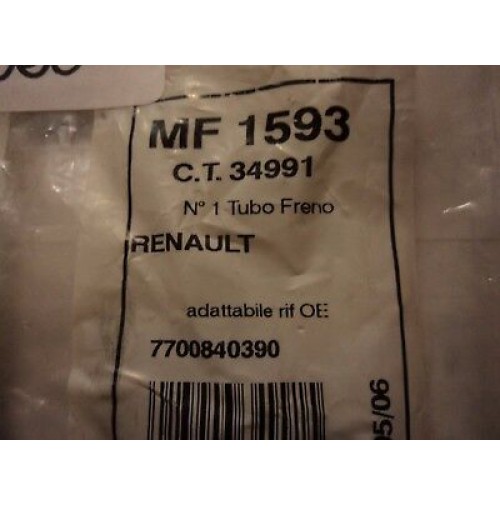 MF 1593
C.T. 34991
N° 1 Tubo Freno
RENAULT
adattabile rif OE
7700840390